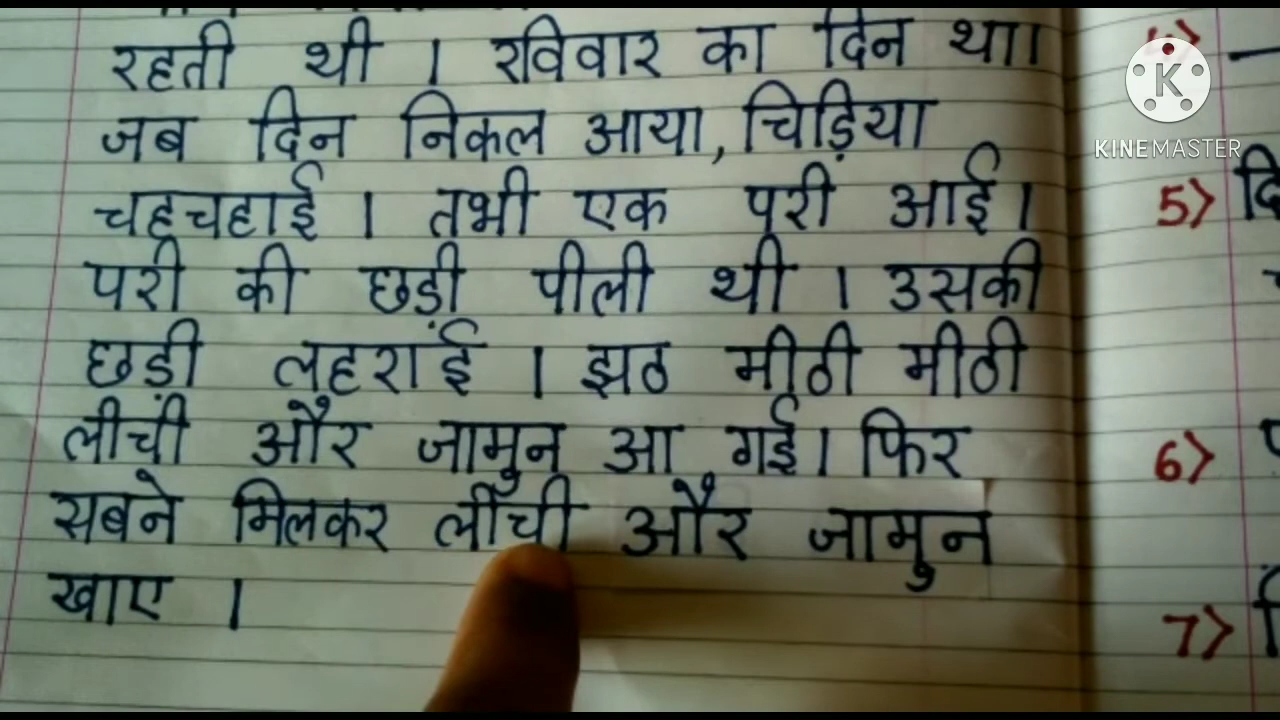 रहती थी । रविवार का दिन था।
जब दिन निकल आया, चिड़िया
चहचहाई । तभी एक परी आई ।
परी की छड़ी पीली थी । उसकी
छड़ी लहराई । झठ मीठी मीठी
लीची और जामुन आ गई। फिर
सबने मिलकर लीची और जामुन
खाए ।
5>
6>
7>
K
KINEMASTER